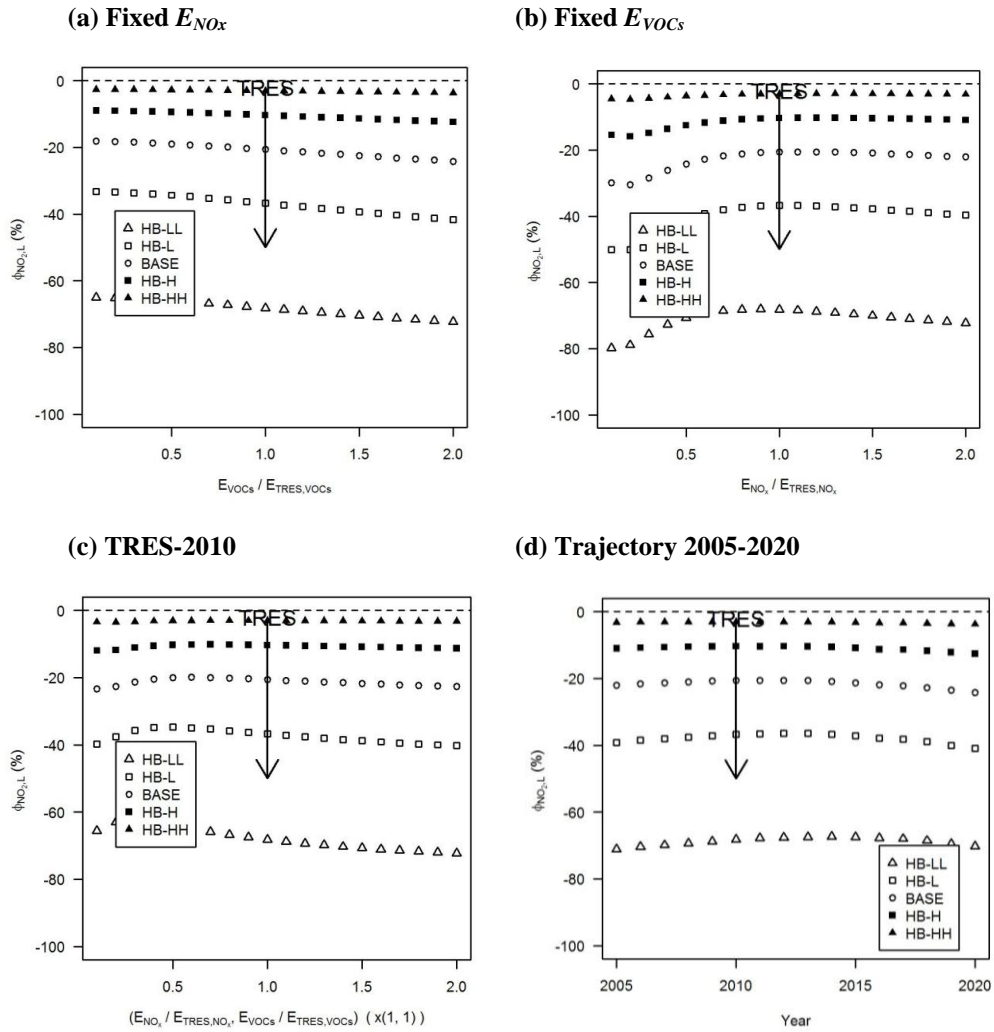 (a) Fixed E_NOx
(b) Fixed E_VOCs
0
-20
-40
-60
-80
-100
ϕ_NO₂,L (%)
TRES
HB-LL
HB-L
BASE
HB-H
HB-HH
0.5 1.0 1.5 2.0
E_VOCs / E_TRES,VOCs
0
-20
-40
-60
-80
-100
ϕ_NO₂,L (%)
TRES
HB-LL
HB-L
BASE
HB-H
HB-HH
0.5 1.0 1.5 2.0
E_NOx / E_TRES,NOx
(c) TRES-2010
(d) Trajectory 2005-2020
0
-20
-40
-60
-80
-100
ϕ_NO₂,L (%)
TRES
HB-LL
HB-L
BASE
HB-H
HB-HH
0.5 1.0 1.5 2.0
(E_NOx / E_TRES,NOx, E_VOCs / E_TRES,VOCs) ( x(1, 1) )
0
-20
-40
-60
-80
-100
ϕ_NO₂,L (%)
TRES
HB-LL
HB-L
BASE
HB-H
HB-HH
2005 2010 2015 2020
Year